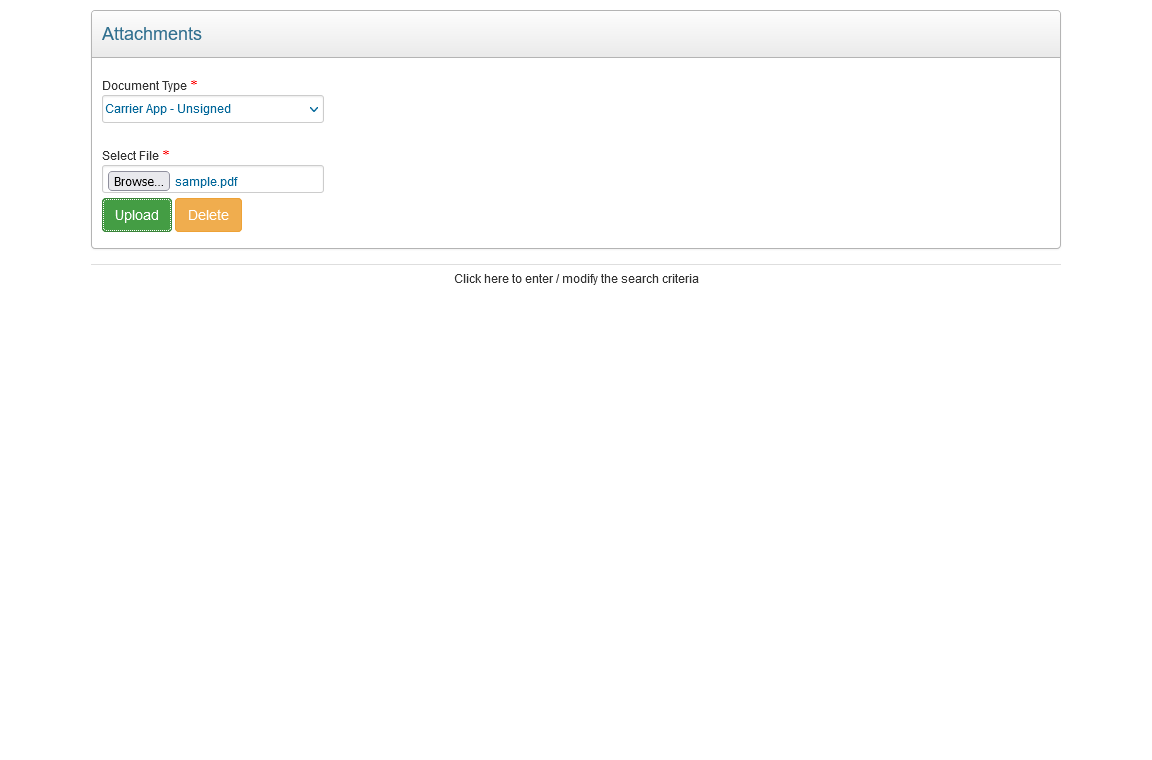 Attachments
Document Type *
Carrier App - Unsigned
Select File *
Browse... sample.pdf
Upload Delete
Click here to enter / modify the search criteria